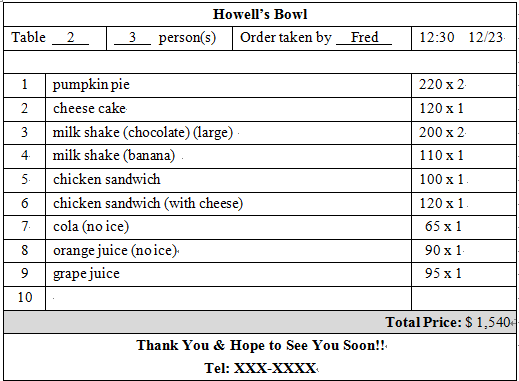 Howell's Bowl
Table 2 3 person(s) Order taken by Fred 12:30 12/23
1 pumpkin pie 220 x 2
2 cheese cake 120 x 1
3 milk shake (chocolate) (large) 200 x 2
4 milk shake (banana) 110 x 1
5 chicken sandwich 100 x 1
6 chicken sandwich (with cheese) 120 x 1
7 cola (no ice) 65 x 1
8 orange juice (no ice) 90 x 1
9 grape juice 95 x 1
10
Total Price: $ 1,540
Thank You & Hope to See You Soon!!
Tel: XXX-XXXX